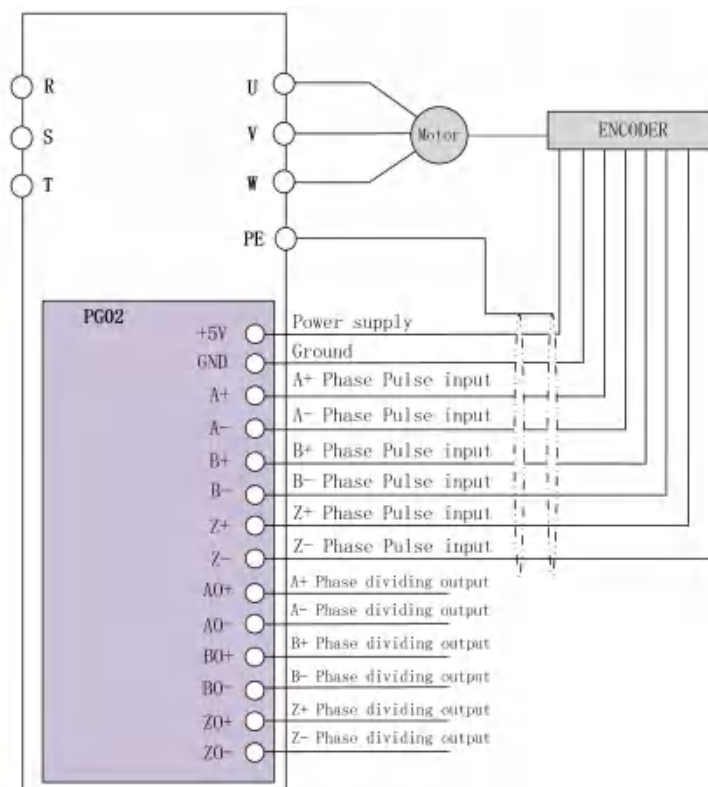 R
U
S
V
Motor
ENCODER
T
W
PE
PG02
+5V
Power supply
GND
Ground
A+
A+ Phase Pulse input
A-
A- Phase Pulse input
B+
B+ Phase Pulse input
B-
B- Phase Pulse input
Z+
Z+ Phase Pulse input
Z-
Z- Phase Pulse input
AO+
A+ Phase dividing output
AO-
A- Phase dividing output
BO+
B+ Phase dividing output
BO-
B- Phase dividing output
ZO+
Z+ Phase dividing output
ZO-
Z- Phase dividing output